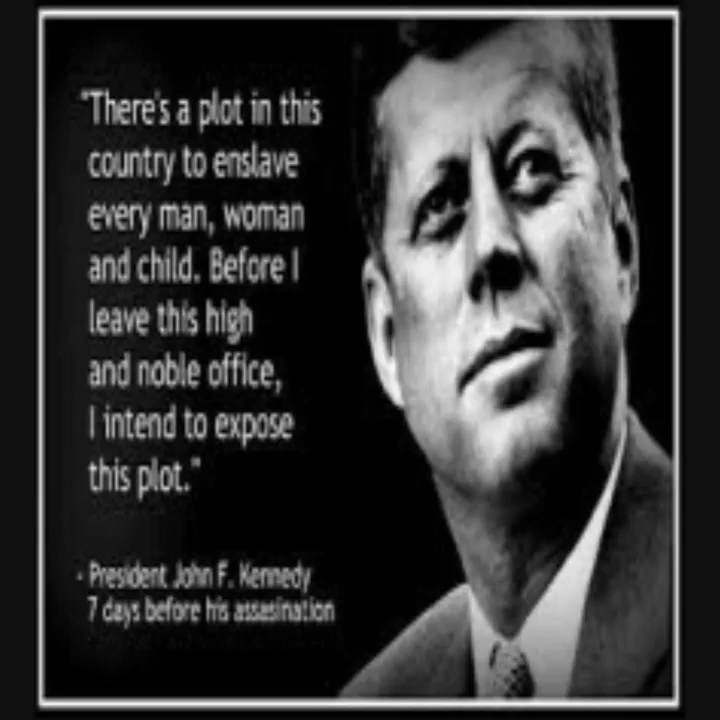 "There's a plot in this
country to enslave
every man, woman
and child. Before I
leave this high
and noble office,
I intend to expose
this plot."
- President John F. Kennedy
7 days before his assasination